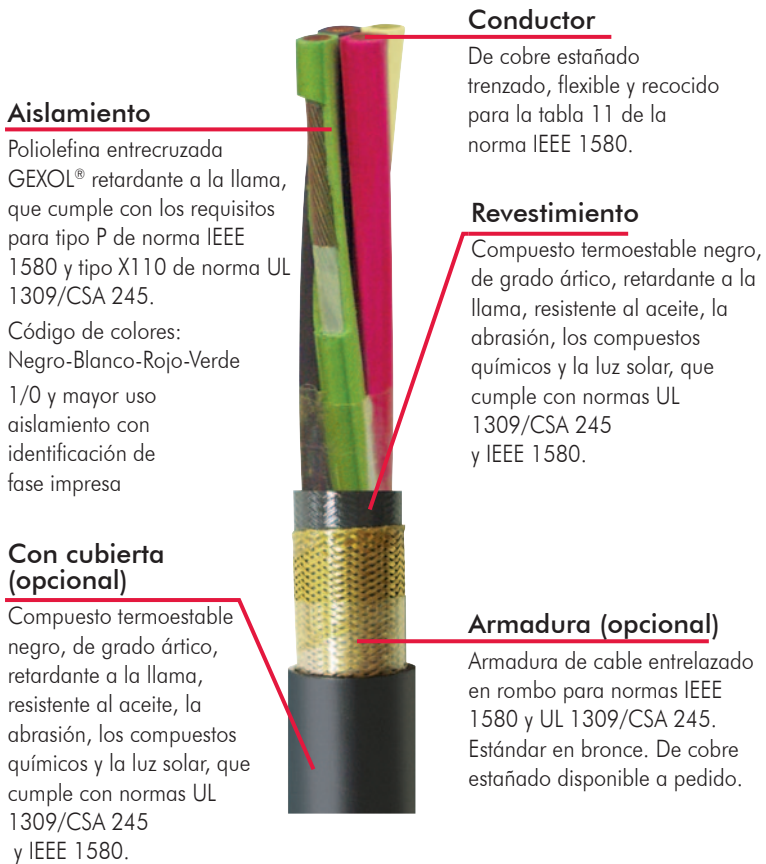 Conductor
De cobre estañado
trenzado, flexible y recocido
para la tabla 11 de la
norma IEEE 1580.
Aislamiento
Poliolefina entrecruzada
GEXOL® retardante a la llama,
que cumple con los requisitos
para tipo P de norma IEEE
1580 y tipo X110 de norma UL
1309/CSA 245.
Código de colores:
Negro-Blanco-Rojo-Verde
1/0 y mayor uso
aislamiento con
identificación de
fase impresa
Revestimiento
Compuesto termoestable negro,
de grado ártico, retardante a la
llama, resistente al aceite, la
abrasión, los compuestos
químicos y la luz solar, que
cumple con normas UL
1309/CSA 245
y IEEE 1580.
Con cubierta
(opcional)
Compuesto termoestable
negro, de grado ártico,
retardante a la llama,
resistente al aceite, la
abrasión, los compuestos
químicos y la luz solar, que
cumple con normas UL
1309/CSA 245
y IEEE 1580.
Armadura (opcional)
Armadura de cable entrelazado
en rombo para normas IEEE
1580 y UL 1309/CSA 245.
Estándar en bronce. De cobre
estañado disponible a pedido.